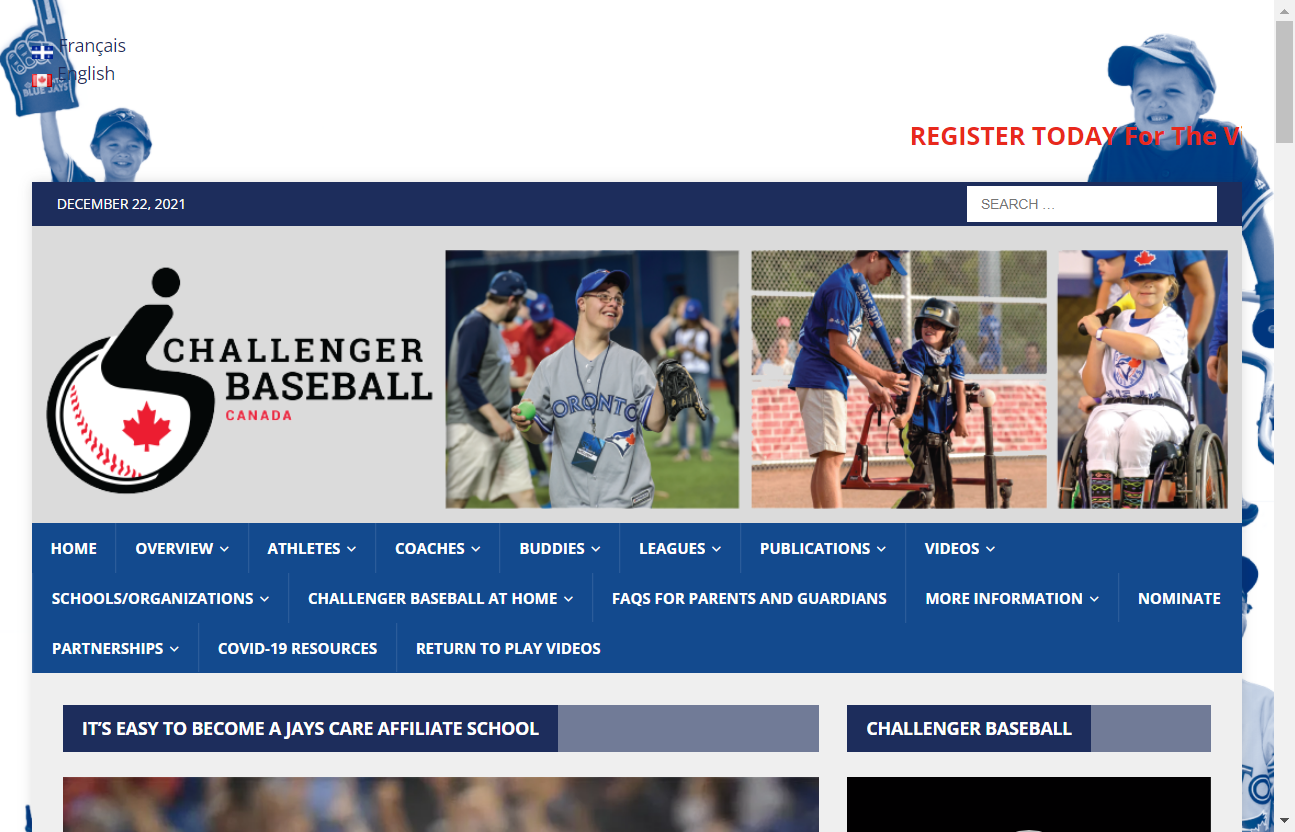 Français
English
BLUE JAYS
REGISTER TODAY For The V
DECEMBER 22, 2021
SEARCH …
CHALLENGER
BASEBALL
CANADA
TORONTO
HOME
OVERVIEW
ATHLETES
COACHES
BUDDIES
LEAGUES
PUBLICATIONS
VIDEOS
SCHOOLS/ORGANIZATIONS
CHALLENGER BASEBALL AT HOME
FAQS FOR PARENTS AND GUARDIANS
MORE INFORMATION
NOMINATE
PARTNERSHIPS
COVID-19 RESOURCES
RETURN TO PLAY VIDEOS
IT'S EASY TO BECOME A JAYS CARE AFFILIATE SCHOOL
CHALLENGER BASEBALL